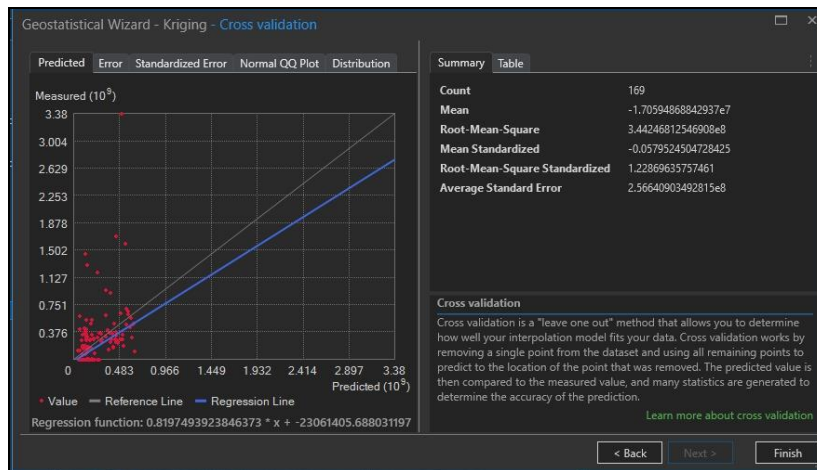 Geostatistical Wizard - Kriging - Cross validation
Predicted Error Standardized Error Normal QQ Plot Distribution
Measured (10⁹)
3.38
3.004
2.629
2.253
1.878
1.502
1.127
0.751
0.376
0 0.483 0.966 1.449 1.932 2.414 2.897 3.38
Predicted (10⁹)
Value Reference Line Regression Line
Regression function: 0.8197493923846373 * x + -23061405.688031197
Summary Table
Count 169
Mean -1.70594868842937e7
Root-Mean-Square 3.44246812546908e8
Mean Standardized -0.0579524504728425
Root-Mean-Square Standardized 1.22869635757461
Average Standard Error 2.56640903492815e8
Cross validation
Cross validation is a "leave one out" method that allows you to determine
how well your interpolation model fits your data. Cross validation works by
removing a single point from the dataset and using all remaining points to
predict to the location of the point that was removed. The predicted value is
then compared to the measured value, and many statistics are generated to
determine the accuracy of the prediction.
Learn more about cross validation
< Back Next > Finish